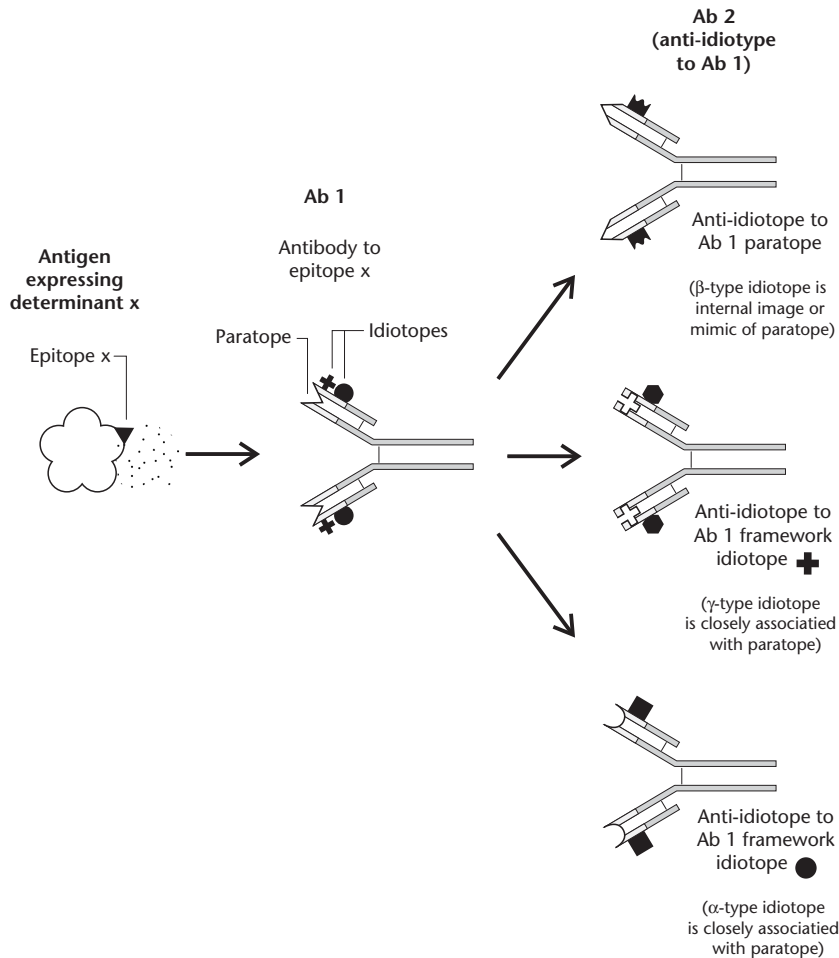 Antigen
expressing
determinant x
Epitope x
Ab 1
Antibody to
epitope x
Paratope
Idiotopes
Ab 2
(anti-idiotype
to Ab 1)
Anti-idiotope to
Ab 1 paratope
(β-type idiotope is
internal image or
mimic of paratope)
Anti-idiotope to
Ab 1 framework
idiotope
(γ-type idiotope
is closely associatied
with paratope)
Anti-idiotope to
Ab 1 framework
idiotope
(α-type idiotope
is closely associatied
with paratope)